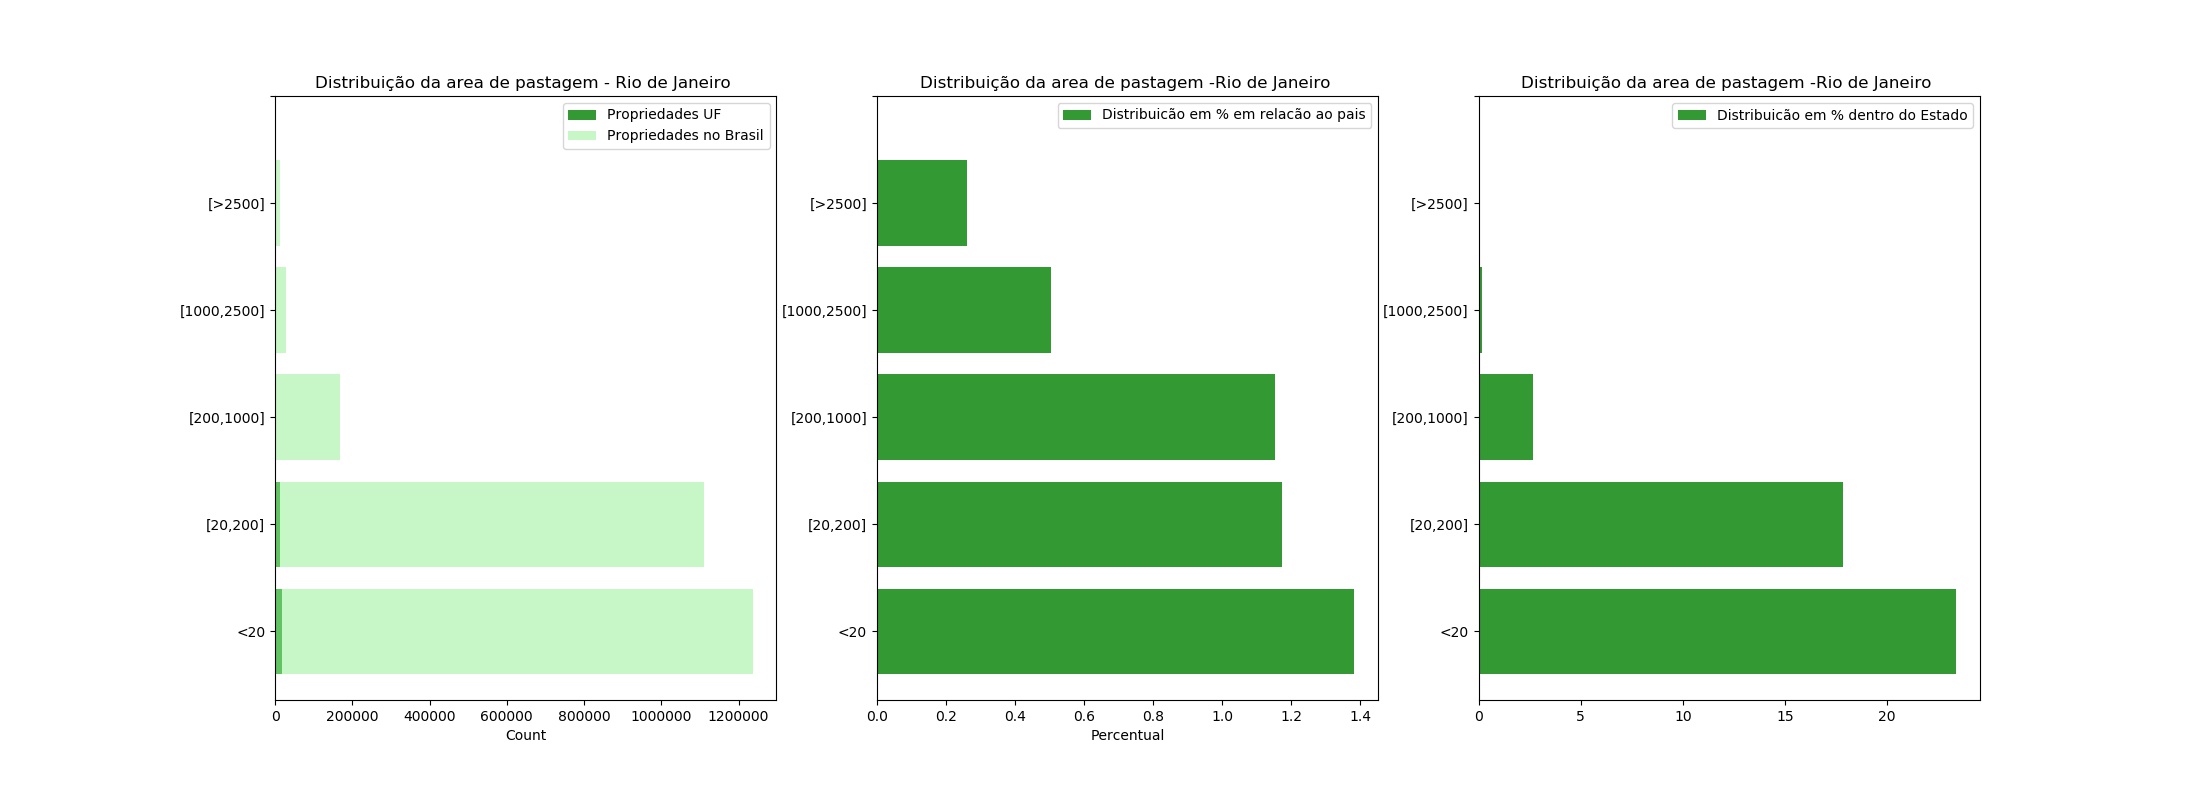 Distribuição da area de pastagem - Rio de Janeiro
Propriedades UF
Propriedades no Brasil
[>2500]
[1000,2500]
[200,1000]
[20,200]
<20
0 200000 400000 600000 800000 1000000 1200000
Count
Distribuição da area de pastagem -Rio de Janeiro
Distribuicão em % em relacão ao pais
[>2500]
[1000,2500]
[200,1000]
[20,200]
<20
0.0 0.2 0.4 0.6 0.8 1.0 1.2 1.4
Percentual
Distribuição da area de pastagem -Rio de Janeiro
Distribuicão em % dentro do Estado
[>2500]
[1000,2500]
[200,1000]
[20,200]
<20
0 5 10 15 20